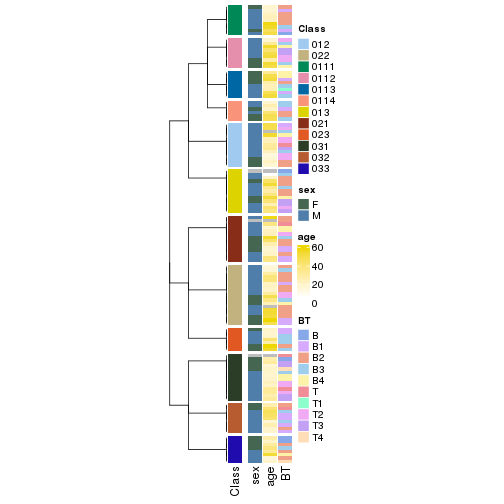 Class
012
022
0111
0112
0113
0114
013
021
023
031
032
033
sex
F
M
age
60
40
20
0
BT
B
B1
B2
B3
B4
T
T1
T2
T3
T4
Class
sex
age
BT